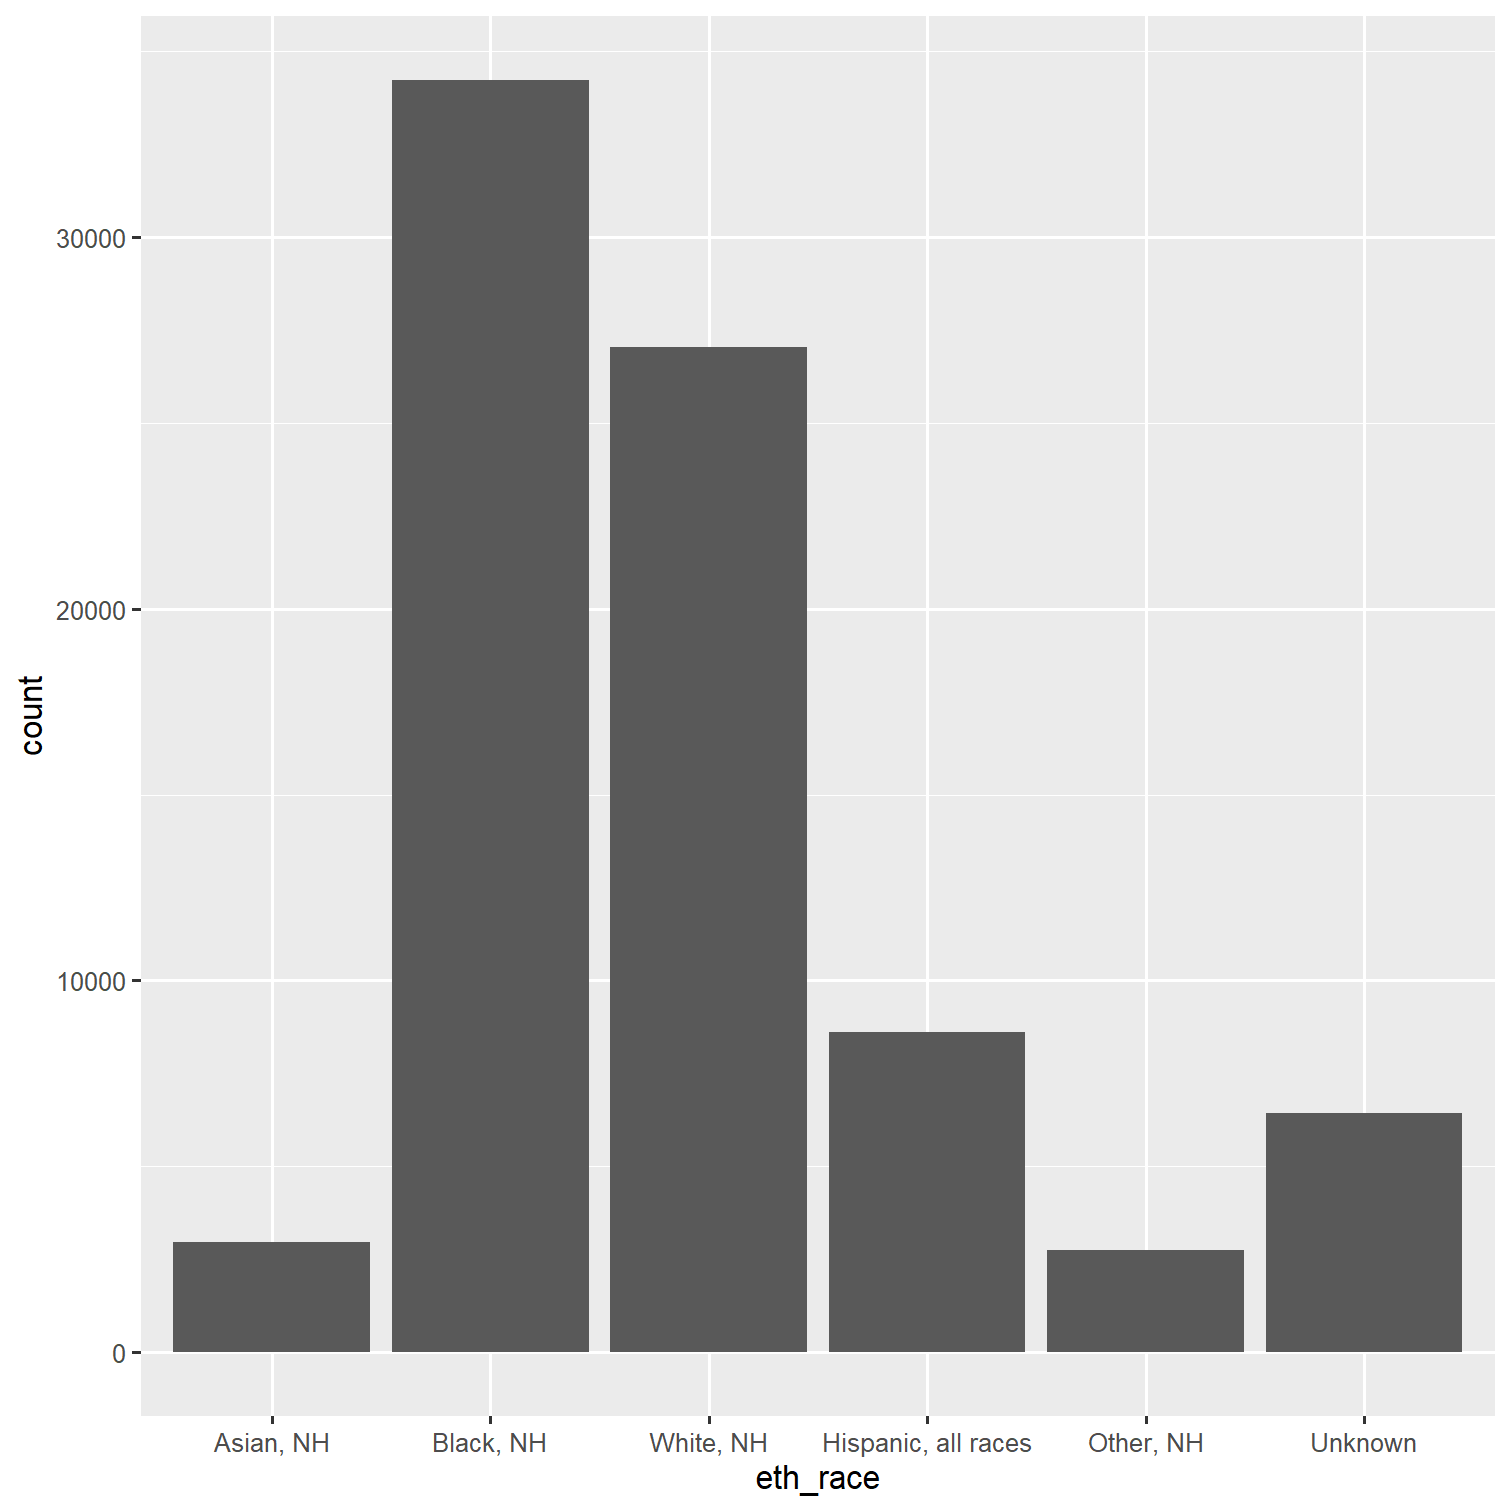 30000
20000
10000
0
count
Asian, NH
Black, NH
White, NH
Hispanic, all races
Other, NH
Unknown
eth_race